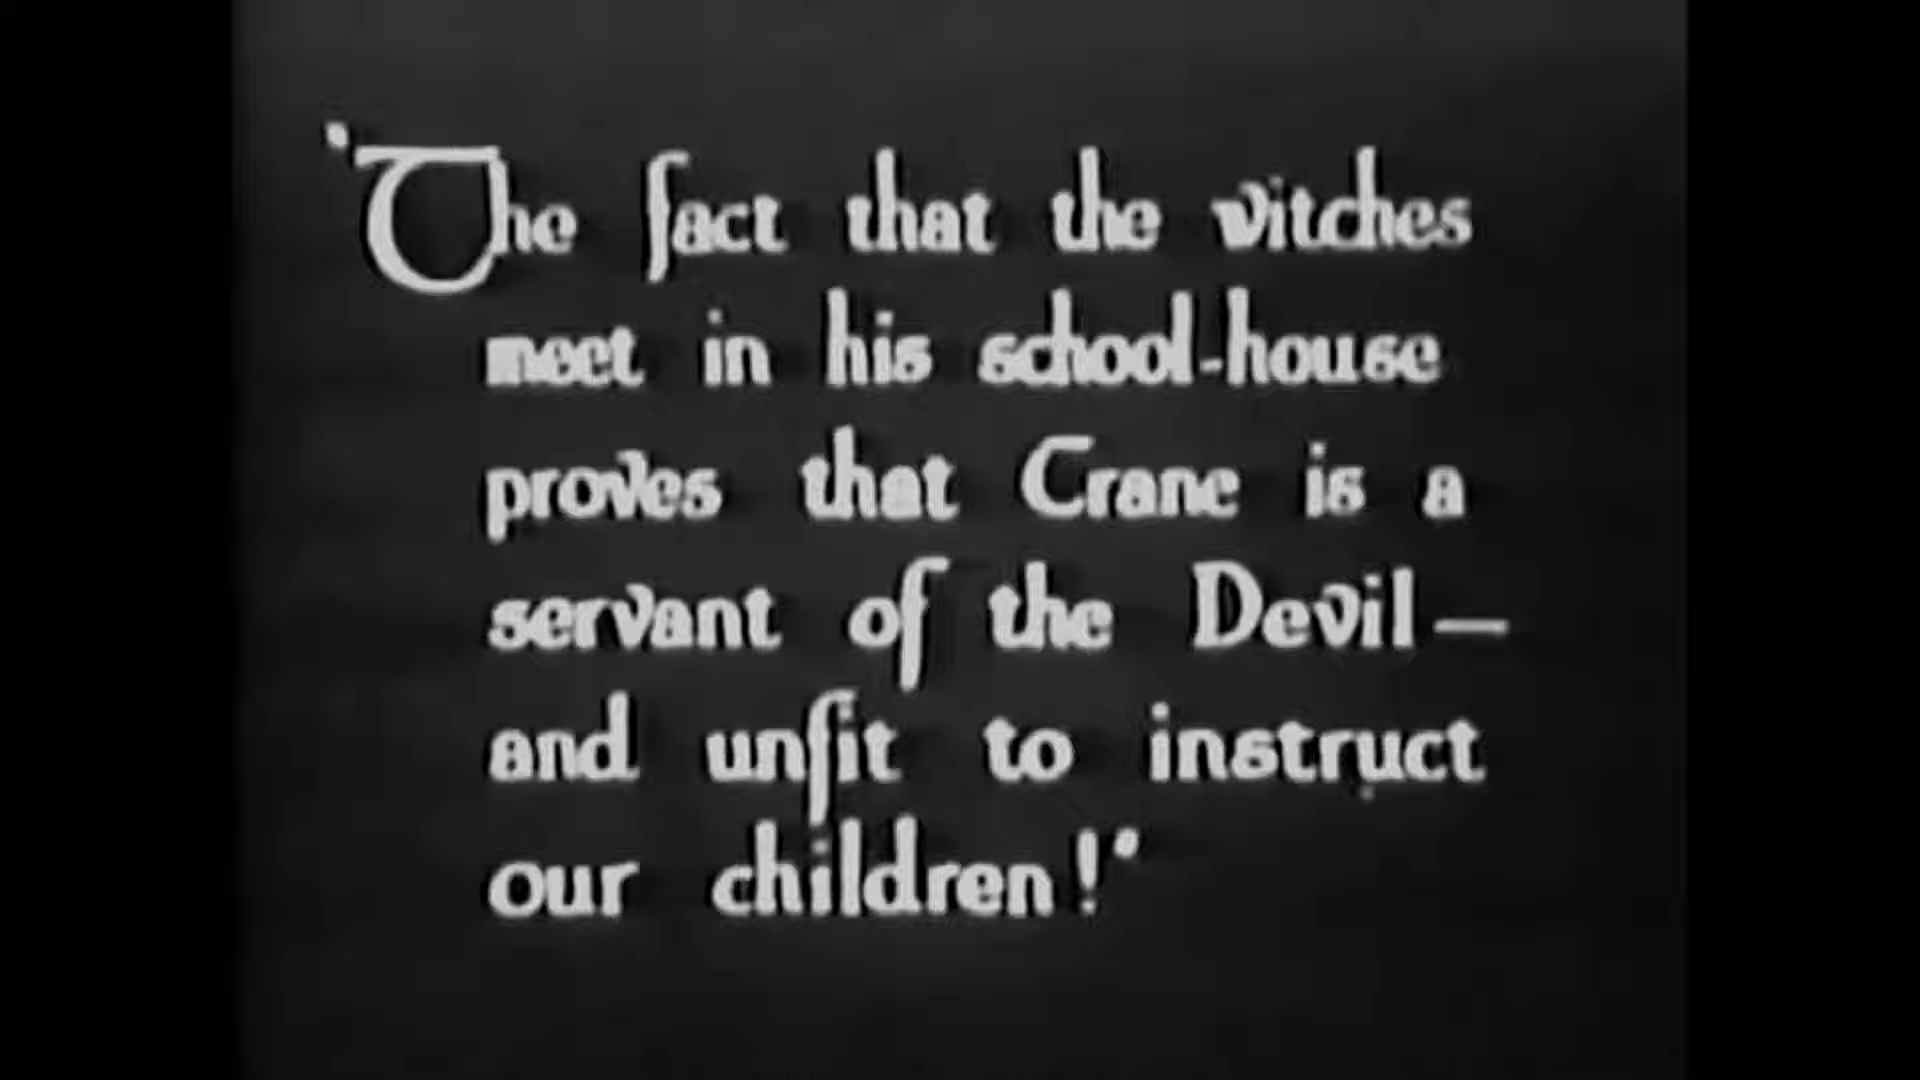 'The fact that the vitches
meet in his school-house
proves that Crane is a
servant of the Devil—
and unfit to instruct
our children!'